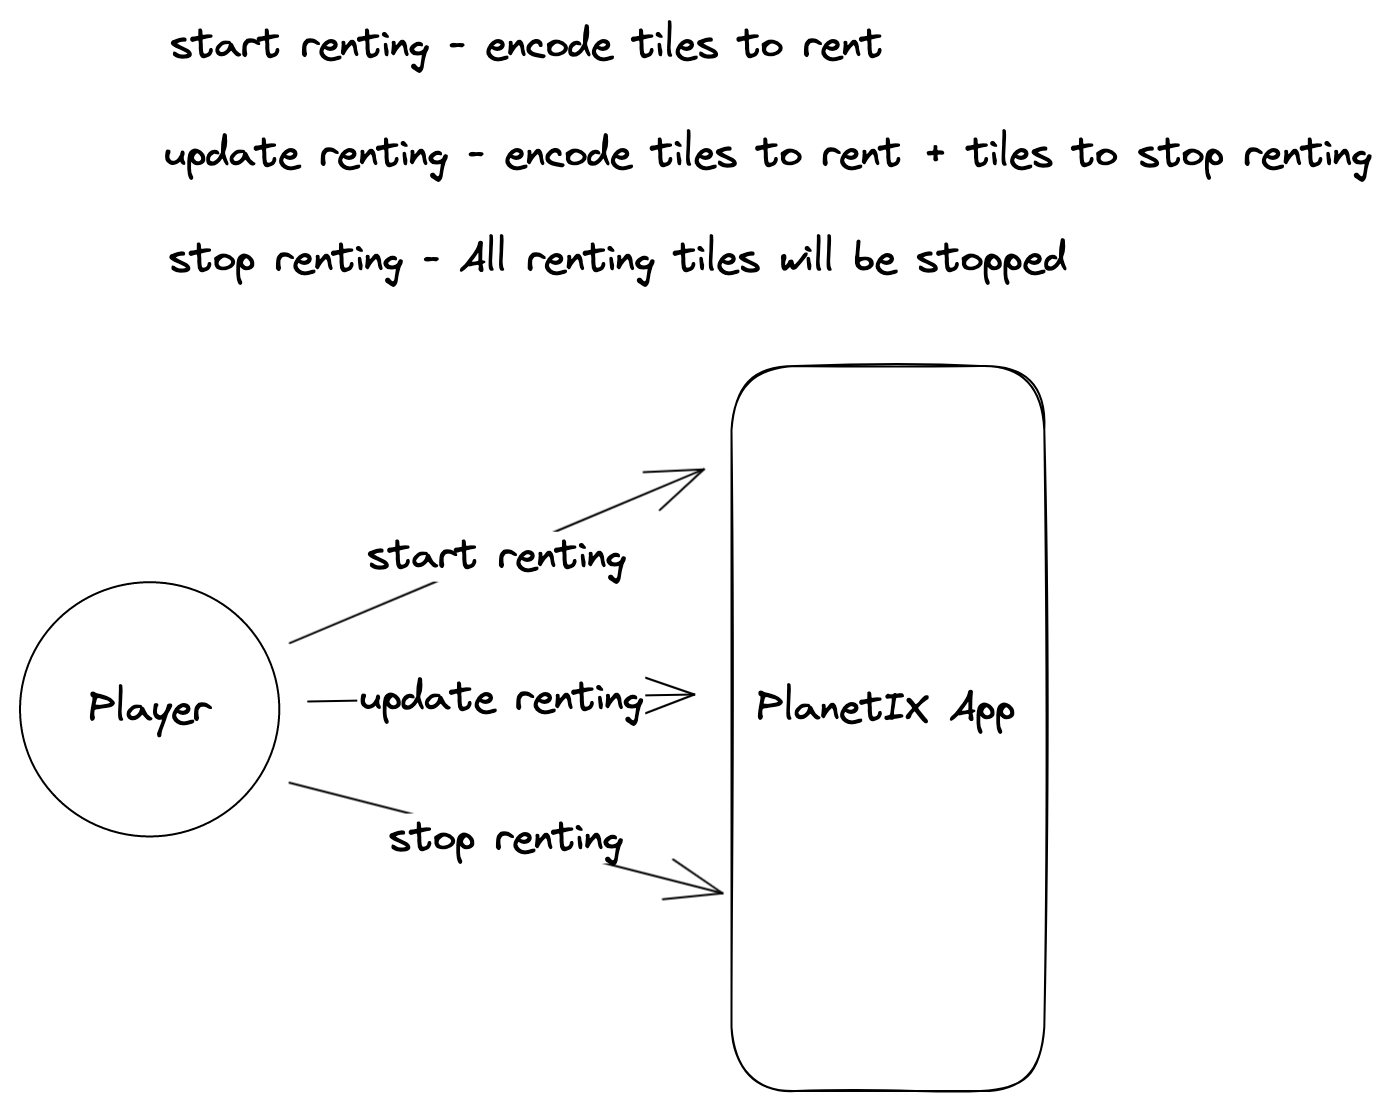 start renting - encode tiles to rent
update renting - encode tiles to rent + tiles to stop renting
stop renting - All renting tiles will be stopped
start renting
Player
update renting
PlanetIX App
stop renting